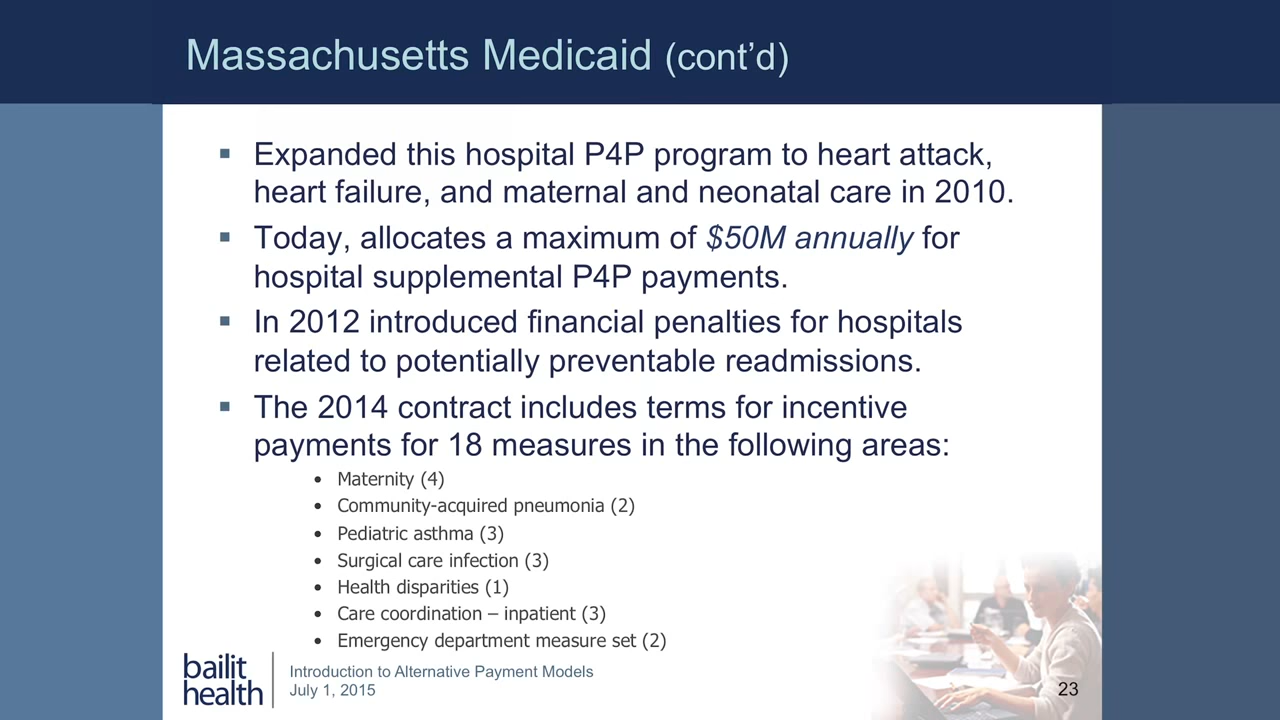 Massachusetts Medicaid (cont’d)
▪ Expanded this hospital P4P program to heart attack,
heart failure, and maternal and neonatal care in 2010.
▪ Today, allocates a maximum of $50M annually for
hospital supplemental P4P payments.
▪ In 2012 introduced financial penalties for hospitals
related to potentially preventable readmissions.
▪ The 2014 contract includes terms for incentive
payments for 18 measures in the following areas:
• Maternity (4)
• Community-acquired pneumonia (2)
• Pediatric asthma (3)
• Surgical care infection (3)
• Health disparities (1)
• Care coordination – inpatient (3)
• Emergency department measure set (2)
bailit
health
Introduction to Alternative Payment Models
July 1, 2015
23